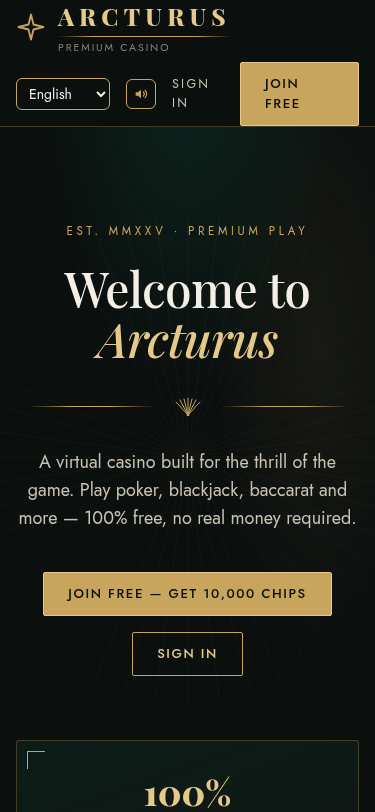 ARCTURUS
PREMIUM CASINO
English
SIGN
IN
JOIN
FREE
EST. MMXXV · PREMIUM PLAY
Welcome to
Arcturus
A virtual casino built for the thrill of the
game. Play poker, blackjack, baccarat and
more — 100% free, no real money required.
JOIN FREE — GET 10,000 CHIPS
SIGN IN
100%